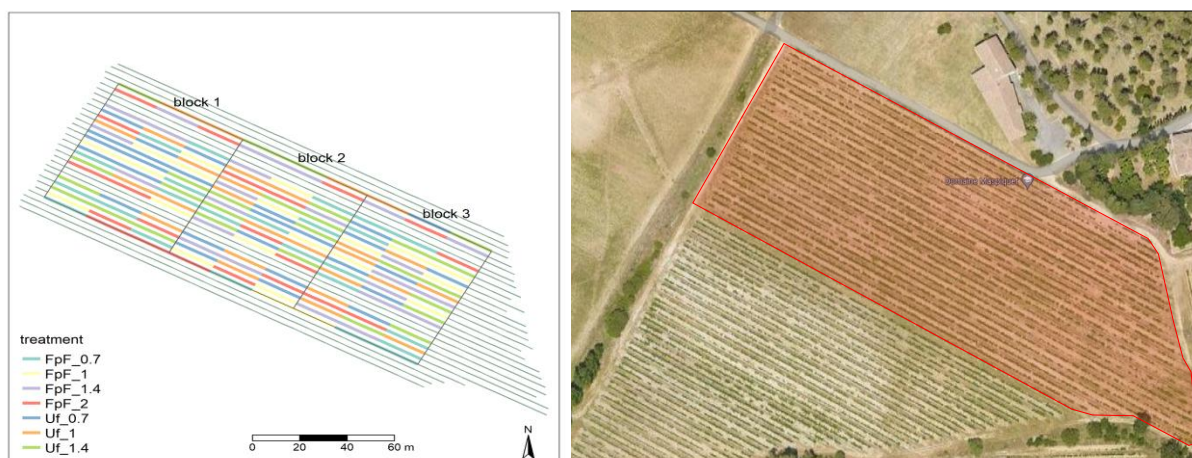 block 1
block 2
block 3
treatment
FpF_0.7
FpF_1
FpF_1.4
FpF_2
Uf_0.7
Uf_1
Uf_1.4
0 20 40 60 m
N
Domaine